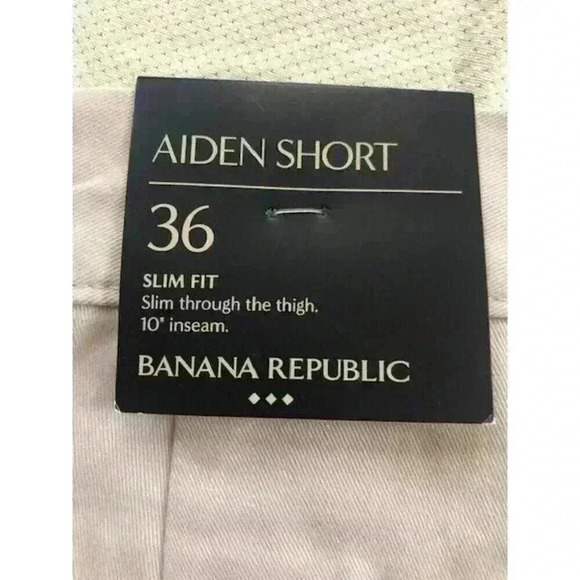 AIDEN SHORT
36
SLIM FIT
Slim through the thigh.
10" inseam.
BANANA REPUBLIC